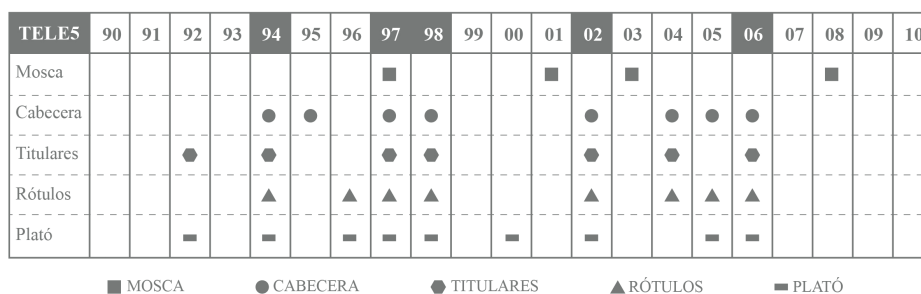 TELE5 90 91 92 93 94 95 96 97 98 99 00 01 02 03 04 05 06 07 08 09 10
Mosca
Cabecera
Titulares
Rótulos
Plató
MOSCA CABECERA TITULARES RÓTULOS PLATÓ